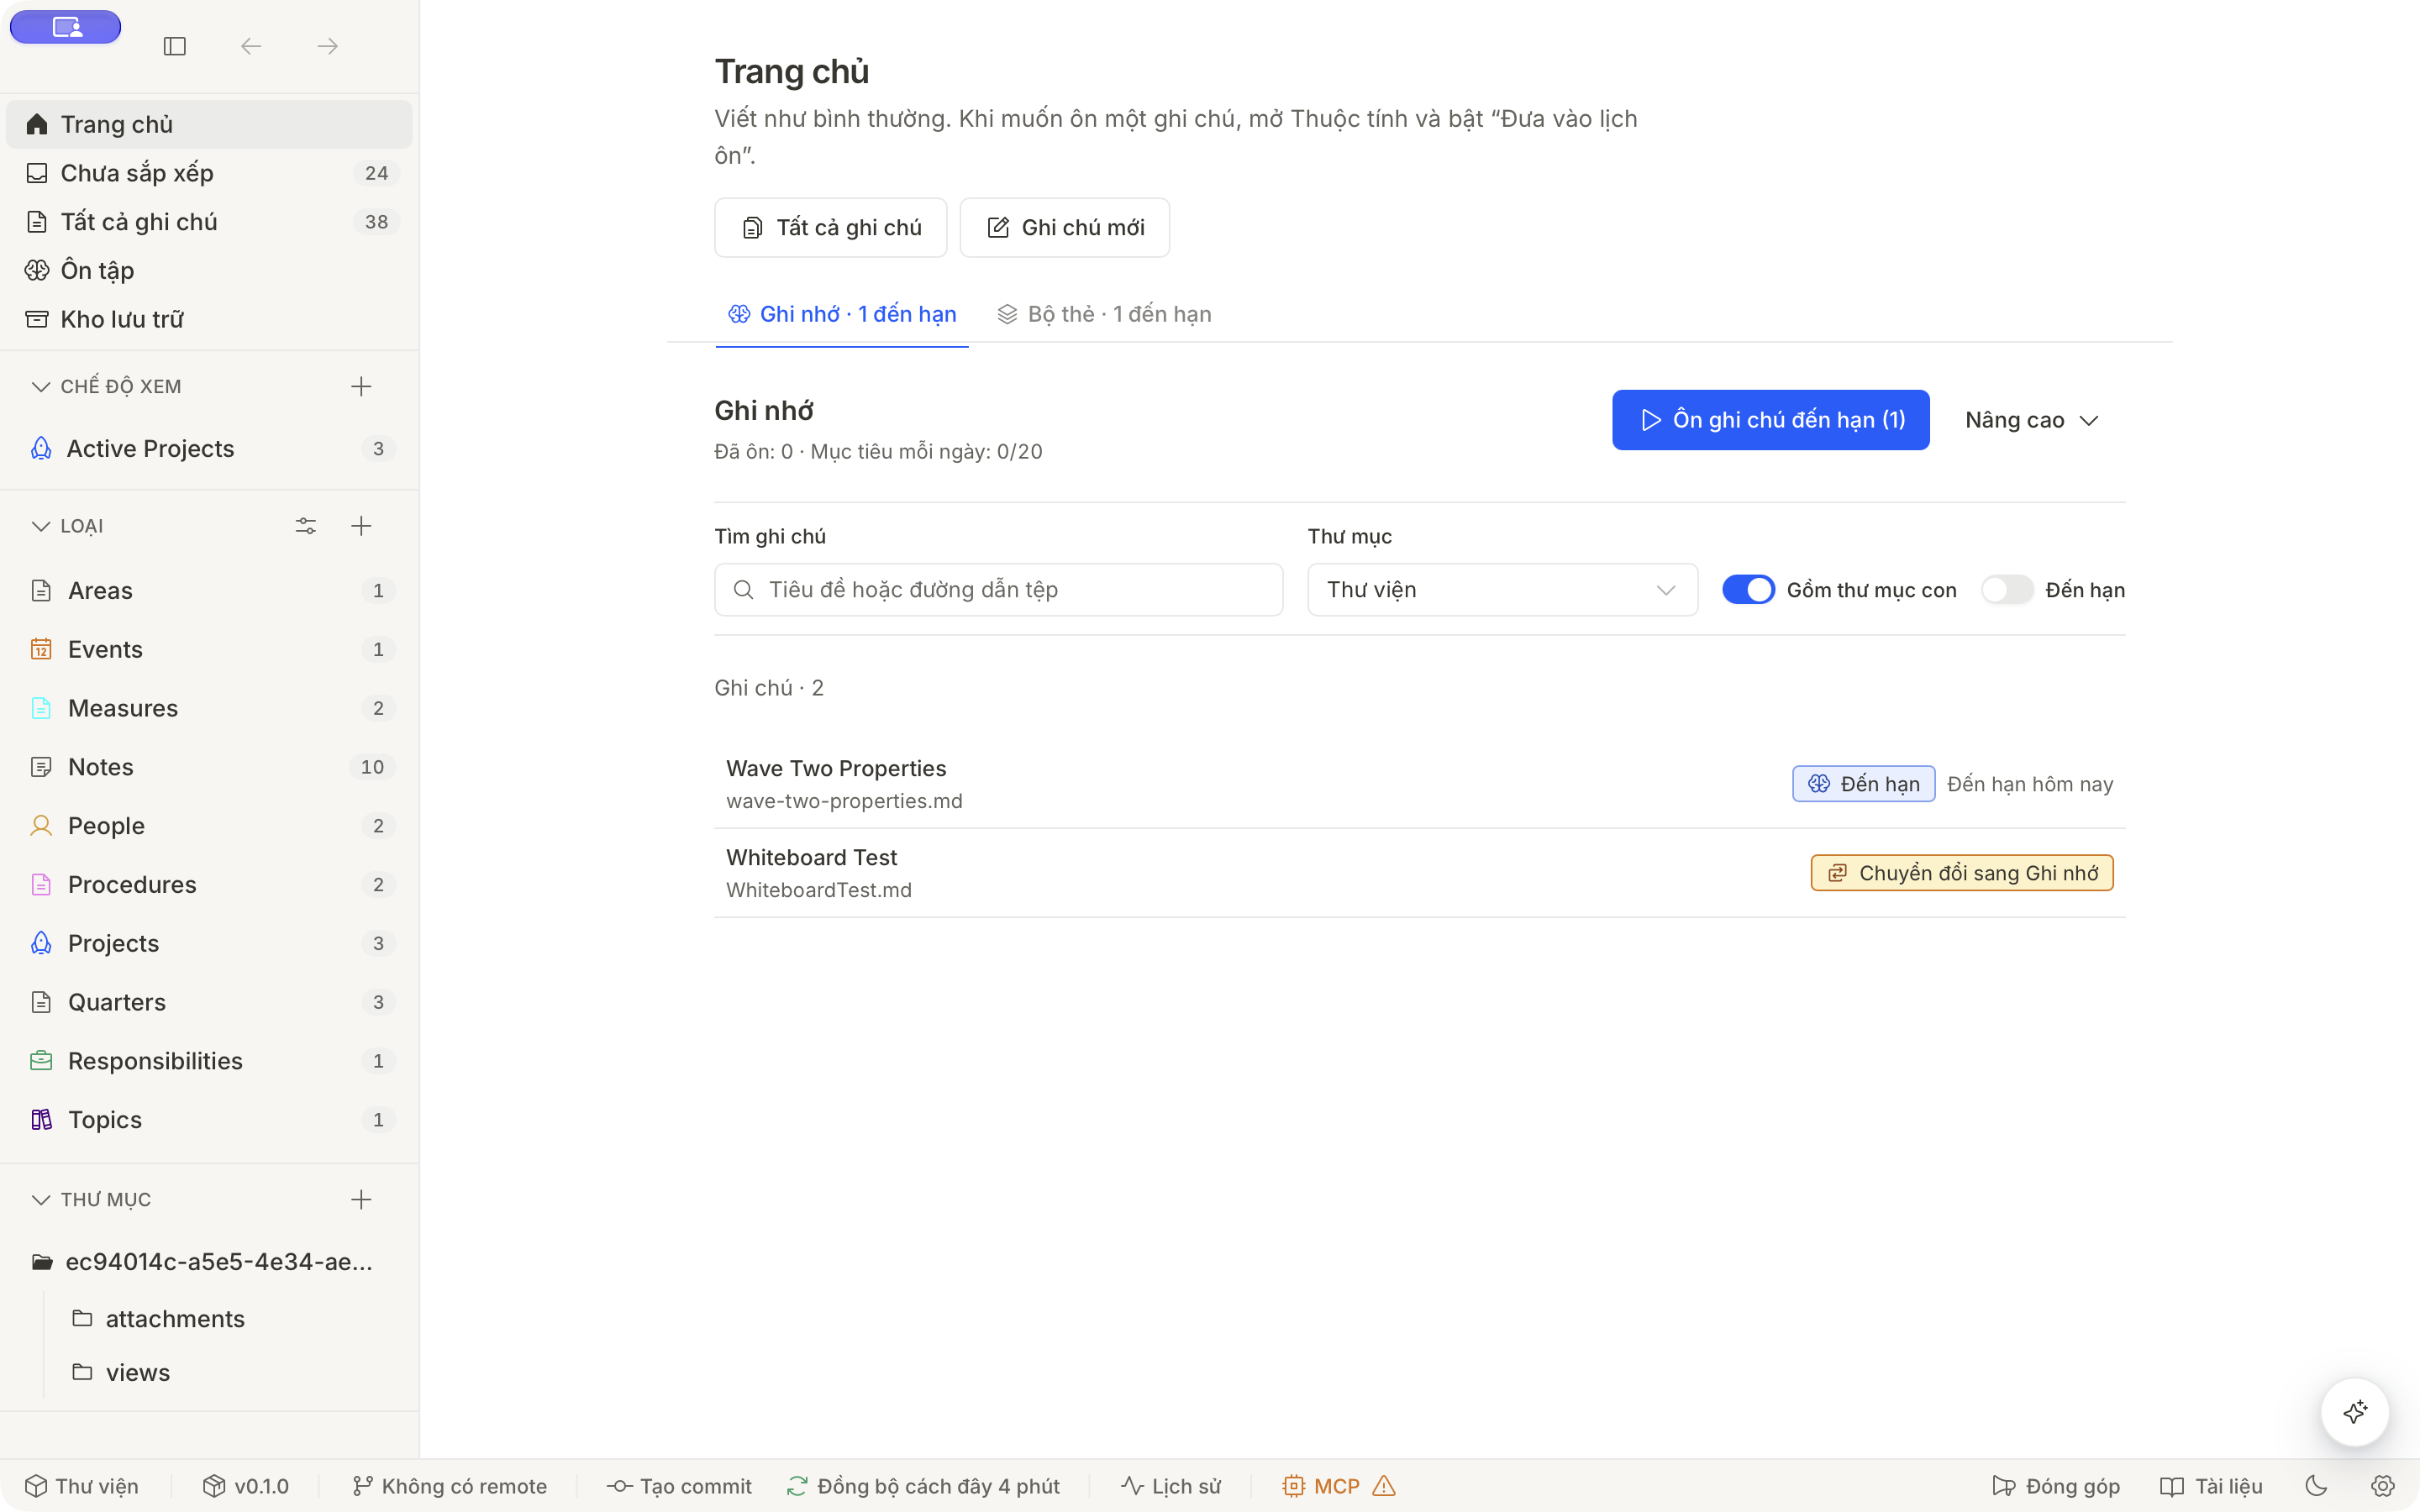 Trang chủ
Chưa sắp xếp 24
Tất cả ghi chú 38
Ôn tập
Kho lưu trữ
CHẾ ĐỘ XEM
Active Projects 3
LOẠI
Areas 1
12 Events 1
Measures 2
Notes 10
People 2
Procedures 2
Projects 3
Quarters 3
Responsibilities 1
Topics 1
THƯ MỤC
ec94014c-a5e5-4e34-ae...
attachments
views
Trang chủ
Viết như bình thường. Khi muốn ôn một ghi chú, mở Thuộc tính và bật “Đưa vào lịch
ôn”.
Tất cả ghi chú Ghi chú mới
Ghi nhớ · 1 đến hạn Bộ thẻ · 1 đến hạn
Ghi nhớ
Đã ôn: 0 · Mục tiêu mỗi ngày: 0/20
Ôn ghi chú đến hạn (1) Nâng cao
Tìm ghi chú Thư mục
Tiêu đề hoặc đường dẫn tệp Thư viện Gồm thư mục con Đến hạn
Ghi chú · 2
Wave Two Properties
wave-two-properties.md
Đến hạn Đến hạn hôm nay
Whiteboard Test
WhiteboardTest.md
Chuyển đổi sang Ghi nhớ
Thư viện v0.1.0 Không có remote Tạo commit Đồng bộ cách đây 4 phút Lịch sử MCP Đóng góp Tài liệu